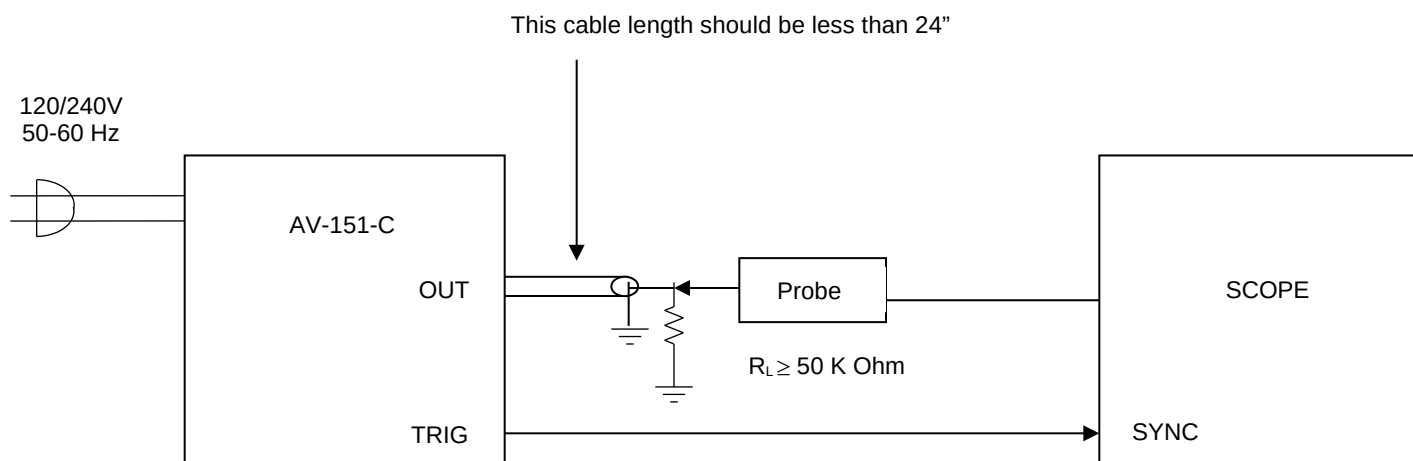 This cable length should be less than 24”
120/240V
50-60 Hz
AV-151-C
OUT
Probe
SCOPE
R_L ≥ 50 K Ohm
TRIG
SYNC